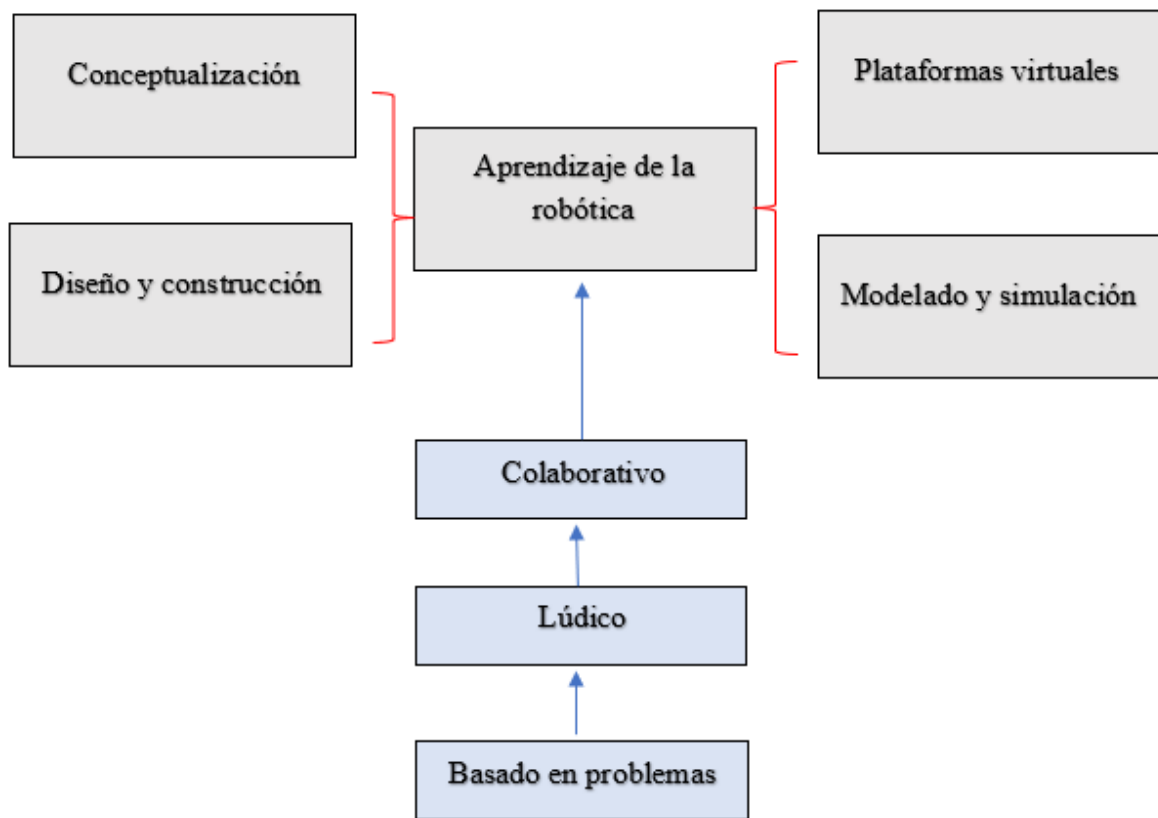 Conceptualización
Plataformas virtuales
Aprendizaje de la
robótica
Diseño y construcción
Modelado y simulación
Colaborativo
Lúdico
Basado en problemas